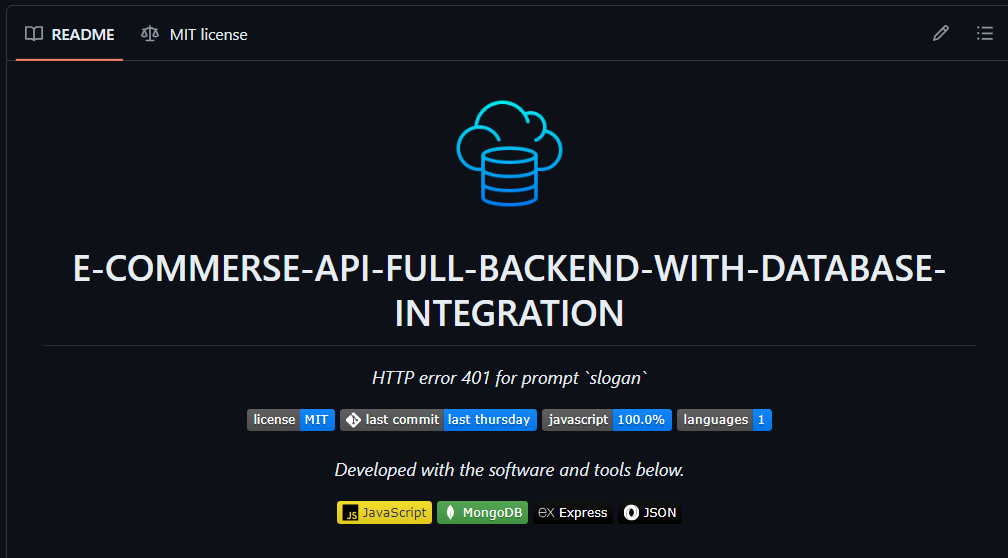 README MIT license
E-COMMERSE-API-FULL-BACKEND-WITH-DATABASE-
INTEGRATION
HTTP error 401 for prompt `slogan`
license MIT last commit last thursday javascript 100.0% languages 1
Developed with the software and tools below.
JS JavaScript MongoDB ex Express JSON